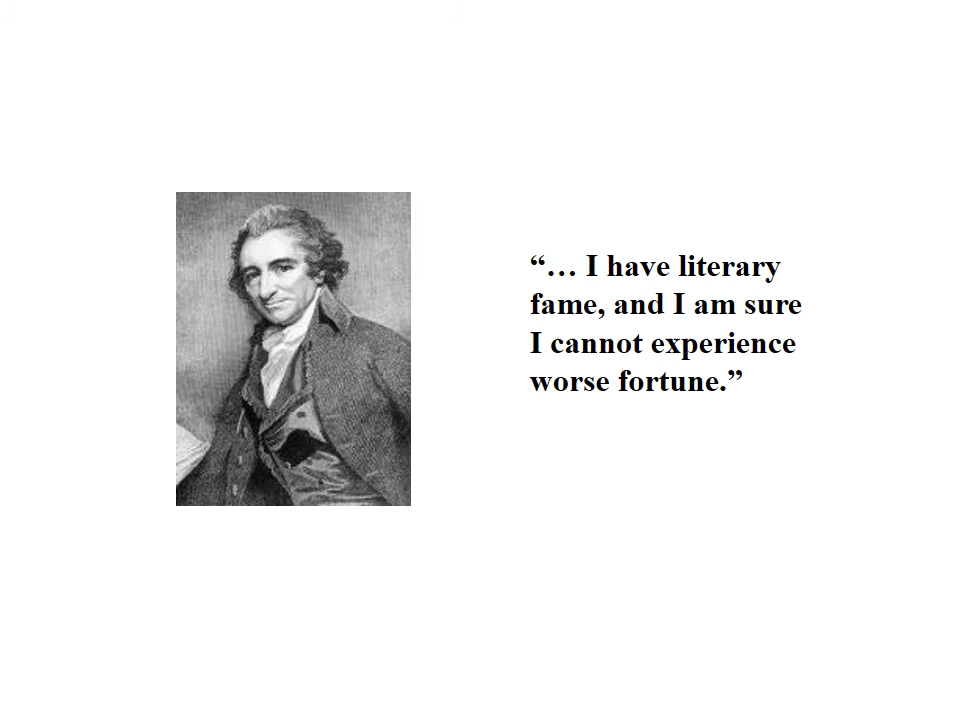 “… I have literary
fame, and I am sure
I cannot experience
worse fortune.”